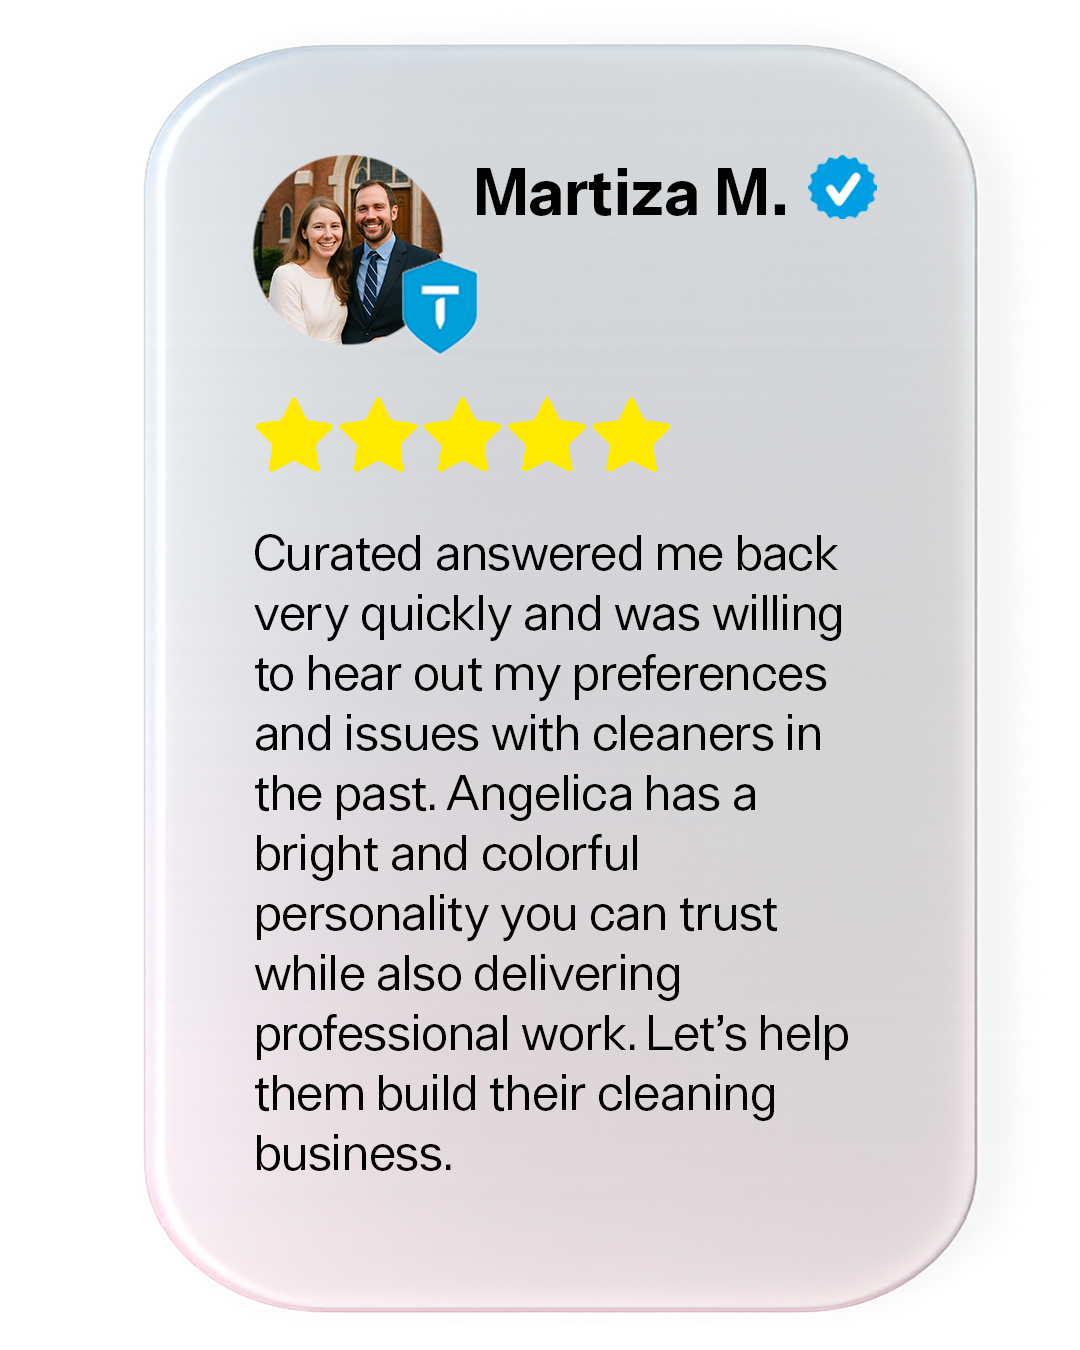 Martiza M.
T
Curated answered me back
very quickly and was willing
to hear out my preferences
and issues with cleaners in
the past. Angelica has a
bright and colorful
personality you can trust
while also delivering
professional work. Let’s help
them build their cleaning
business.